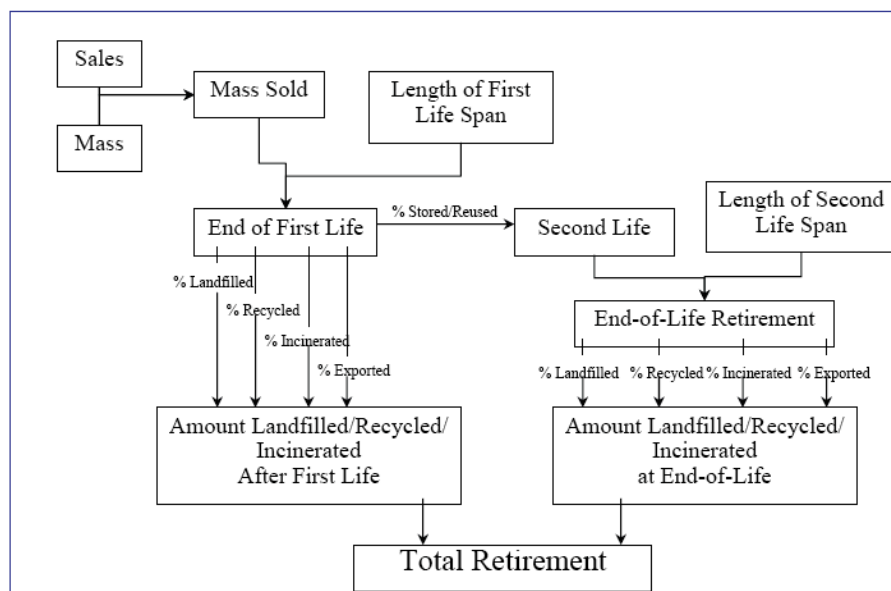 Sales
Mass Sold
Length of First
Life Span
Mass
End of First Life
% Stored/Reused
Second Life
Length of Second
Life Span
% Landfilled
% Recycled
% Incinerated
% Exported
End-of-Life Retirement
% Landfilled
% Recycled
% Incinerated
% Exported
Amount Landfilled/Recycled/
Incinerated
After First Life
Amount Landfilled/Recycled/
Incinerated
at End-of-Life
Total Retirement